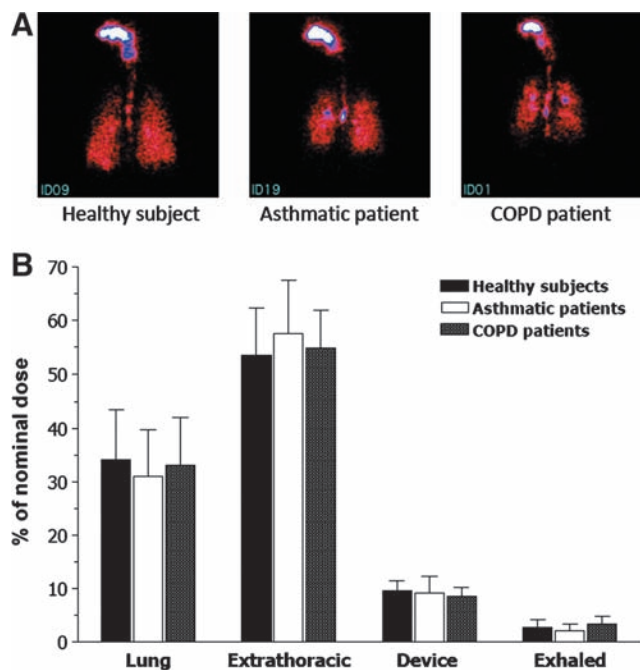 A
ID09
ID19
ID01
Healthy subject
Asthmatic patient
COPD patient
B
% of nominal dose
70
60
50
40
30
20
10
0
Healthy subjects
Asthmatic patients
COPD patients
Lung
Extrathoracic
Device
Exhaled